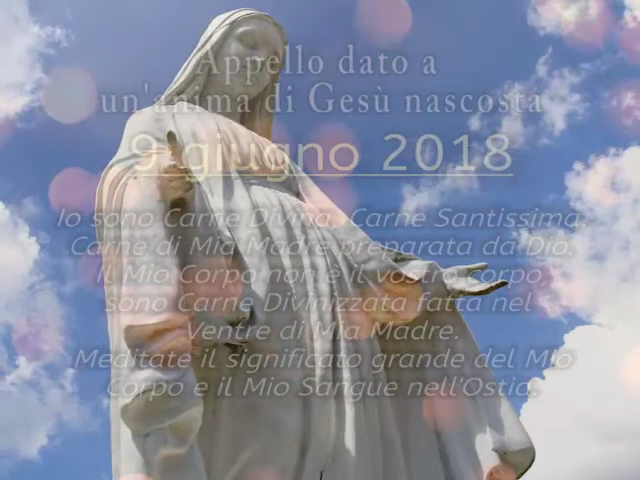 Appello dato a
un'anima di Gesù nascosta
9 giugno 2018
Io sono Carne Divina, Carne Santissima
Carne di Mia Madre preparata da Dio.
Il Mio Corpo non è il vostro corpo
sono Carne Divinizzata fatta nel
Ventre di Mia Madre.
Meditate il significato grande del Mio
Corpo e il Mio Sangue nell'Ostia.